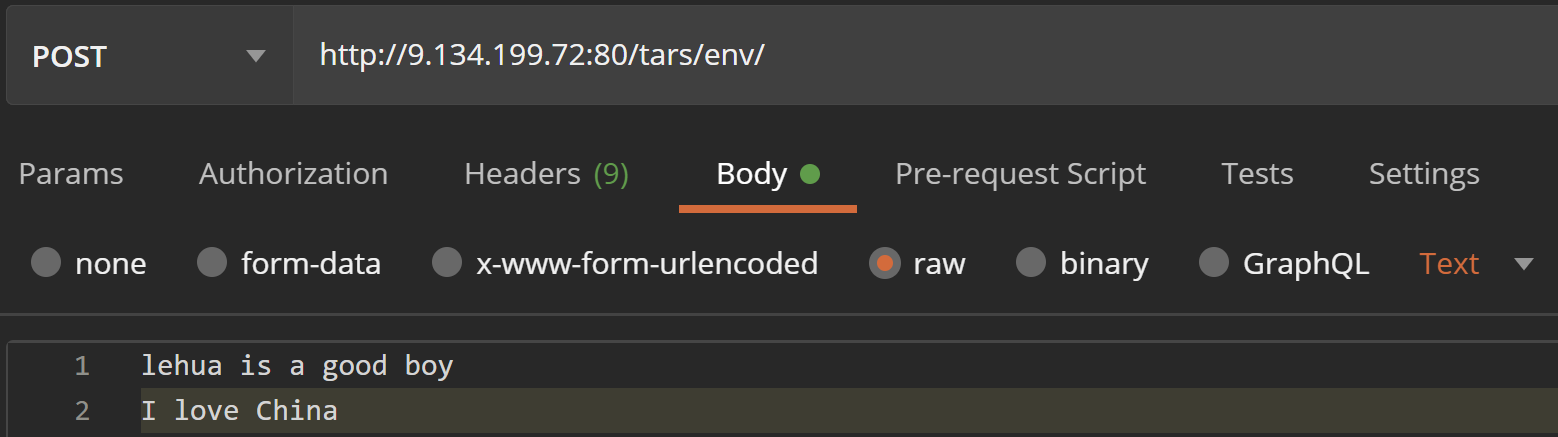 POST http://9.134.199.72:80/tars/env/
Params Authorization Headers (9) Body Pre-request Script Tests Settings
none form-data x-www-form-urlencoded raw binary GraphQL Text
1 lehua is a good boy
2 I love China